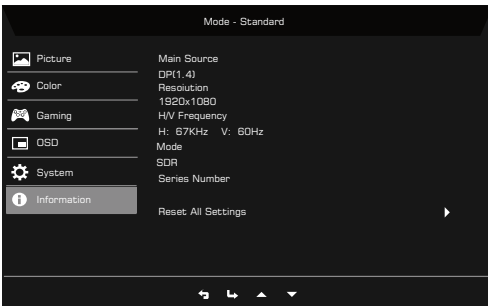 Mode - Standard
Picture
Color
Gaming
OSD
System
Information
Main Source
DP(1.4)
Resoiution
1920x1080
H/V Frequency
H: 67KHz V: 60Hz
Mode
SDR
Series Number
Reset All Settings